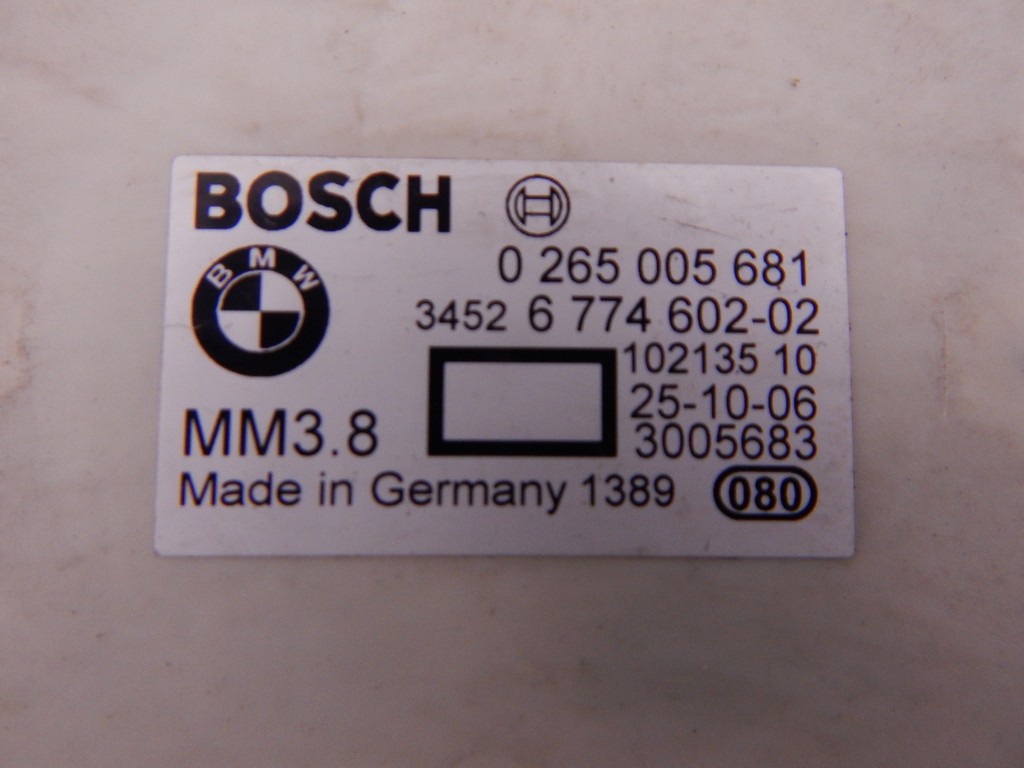 BOSCH
BMW
0 265 005 681
3452 6 774 602-02
102135 10
25-10-06
MM3.8
3005683
Made in Germany 1389 080